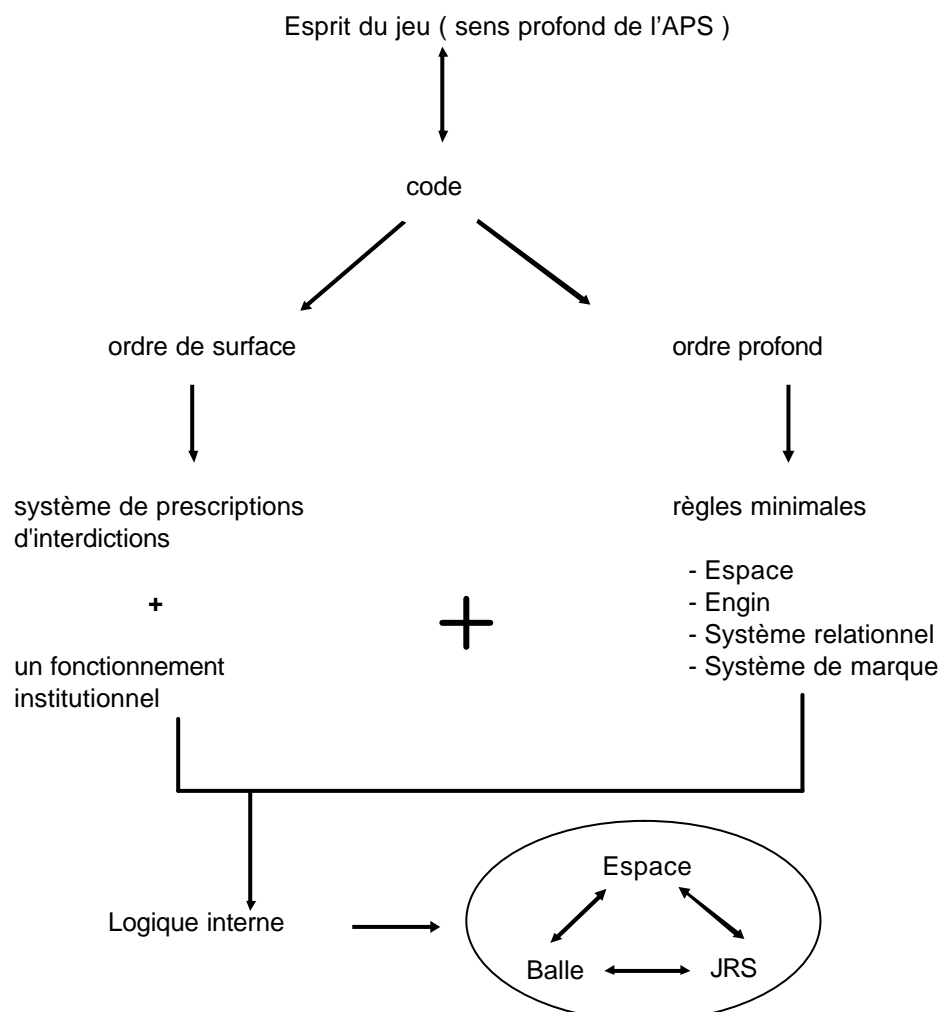 Esprit du jeu ( sens profond de l'APS )
code
ordre de surface
ordre profond
système de prescriptions
d'interdictions
+
un fonctionnement
institutionnel
+
règles minimales
- Espace
- Engin
- Système relationnel
- Système de marque
Logique interne
Espace
Balle
JRS